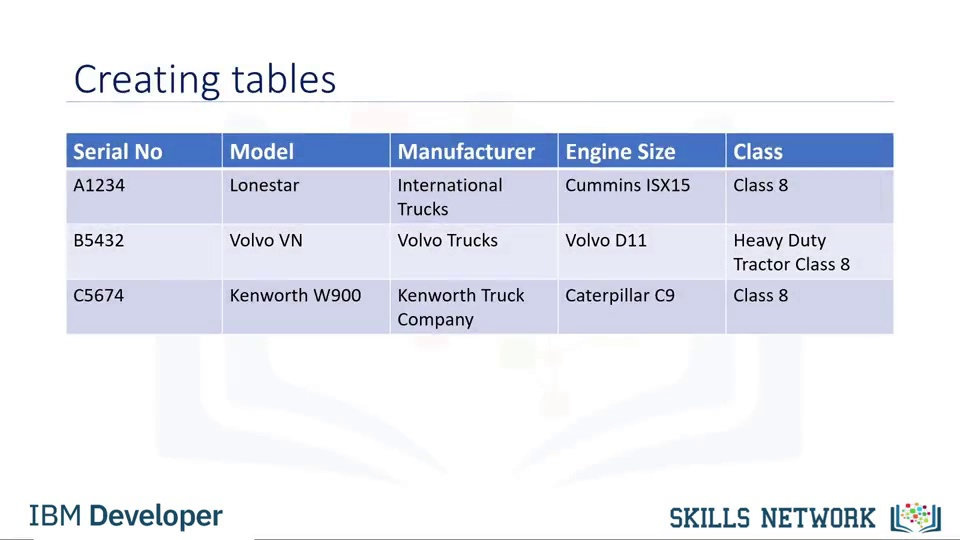 Creating tables
Serial No Model Manufacturer Engine Size Class
A1234 Lonestar International Trucks Cummins ISX15 Class 8
B5432 Volvo VN Volvo Trucks Volvo D11 Heavy Duty Tractor Class 8
C5674 Kenworth W900 Kenworth Truck Company Caterpillar C9 Class 8
IBM Developer
SKILLS NETWORK